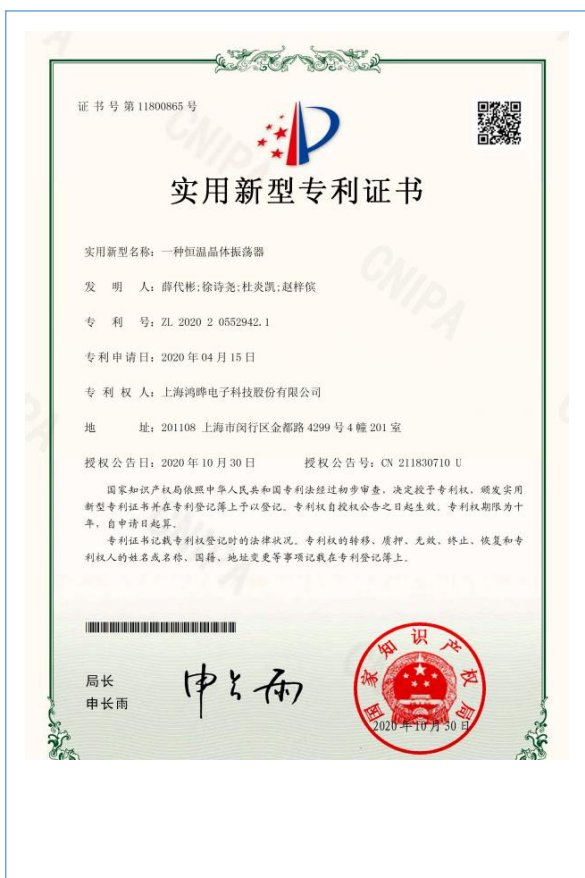 证书号第11800865号
实用新型专利证书
实用新型名称：一种恒温晶体振荡器
发明人：薛代彬;徐诗尧;杜炎凯;赵梓傧
专利号：ZL 2020 2 0552942.1
专利申请日：2020年04月15日
专利权人：上海鸿晔电子科技股份有限公司
地址：201108 上海市闵行区金都路4299号4幢201室
授权公告日：2020年10月30日 授权公告号：CN 211830710 U
国家知识产权局依照中华人民共和国专利法经过初步审查，决定授予专利权，颁发实用
新型专利证书并在专利登记簿上予以登记。专利权自授权公告之日起生效。专利权期限为十
年，自申请日起算。
专利证书记载专利权登记时的法律状况。专利权的转移、质押、无效、终止、恢复和专
利权人的姓名或名称、国籍、地址变更等事项记载在专利登记簿上。
局长
申长雨
申长雨
国家知识产权局
2020年10月30日
CNIPA
CNIPA
CNIPA